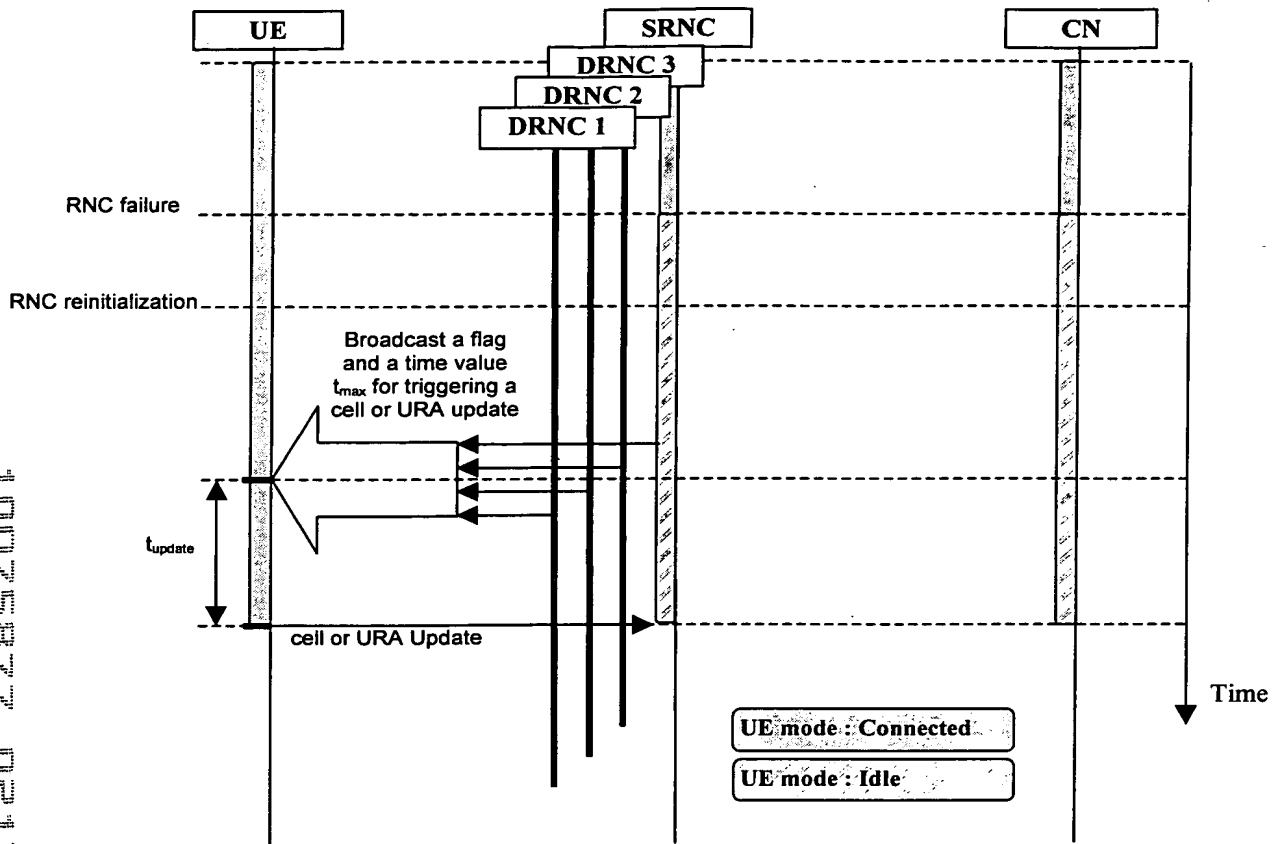 UE
SRNC
CN
DRNC 3
DRNC 2
DRNC 1
RNC failure
RNC reinitialization
Broadcast a flag
and a time value
tmax for triggering a
cell or URA update
tupdate
cell or URA Update
Time
UE mode : Connected
UE mode : Idle